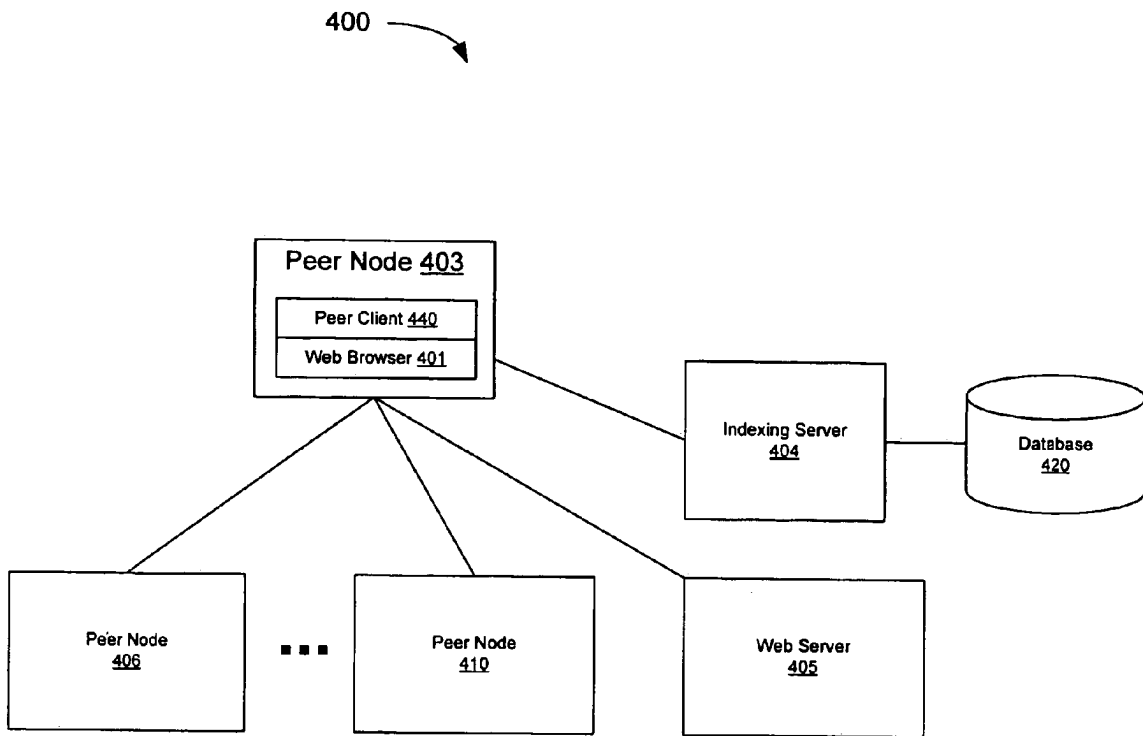 400
Peer Node 403
Peer Client 440
Web Browser 401
Indexing Server
404
Database
420
Peer Node
406
Peer Node
410
Web Server
405